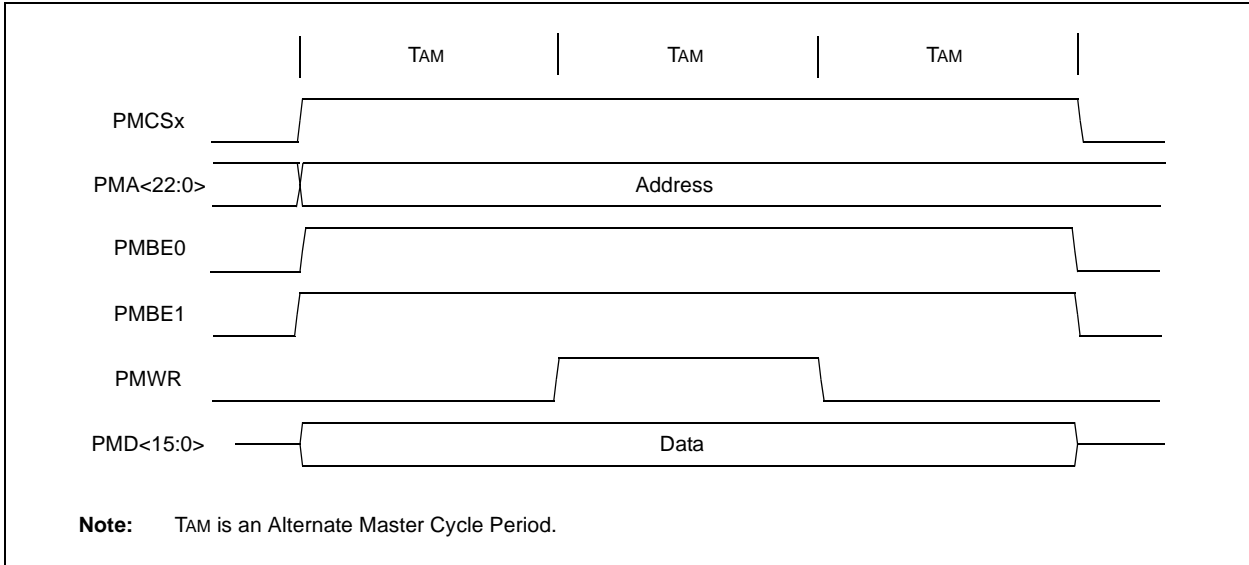 TAM TAM TAM
PMCSx
PMA<22:0> Address
PMBE0
PMBE1
PMWR
PMD<15:0> Data
Note: TAM is an Alternate Master Cycle Period.